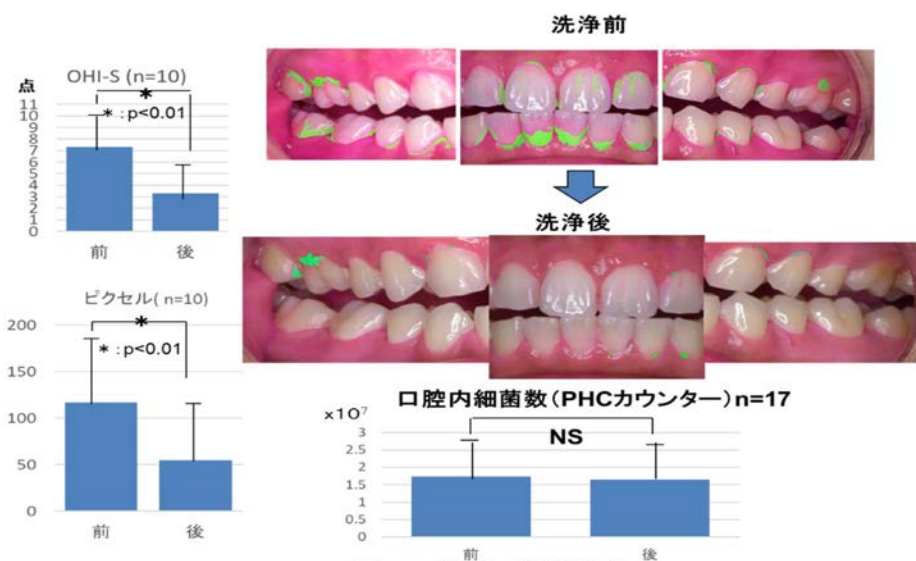 洗浄前
OHI-S (n=10)
点
*
*:p<0.01
11
10
9
8
7
6
5
4
3
2
1
0
前 後
洗浄後
ピクセル( n=10)
*
*:p<0.01
200
150
100
50
0
前 後
口腔内細菌数(PHCカウンター)n=17
x10⁷
NS
3
2.5
2
1.5
1
0.5
0
前 後